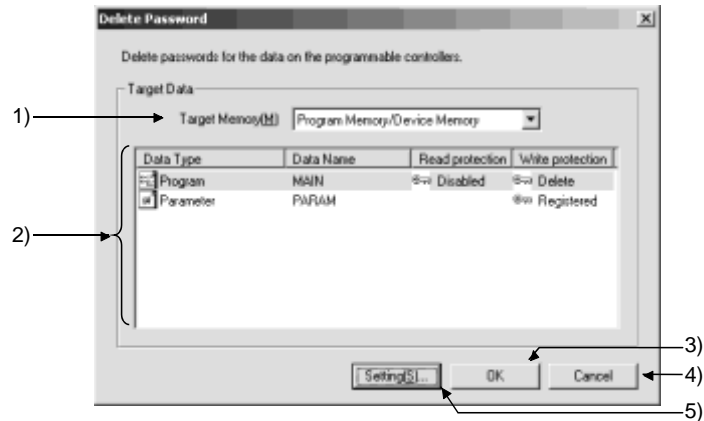 Delete Password
Delete passwords for the data on the programmable controllers.
Target Data
1)
Target Memory(M) Program Memory/Device Memory
Data Type Data Name Read protection Write protection
Program MAIN Disabled Delete
Parameter PARAM Registered
2)
3)
Setting(S)... OK Cancel
4)
5)